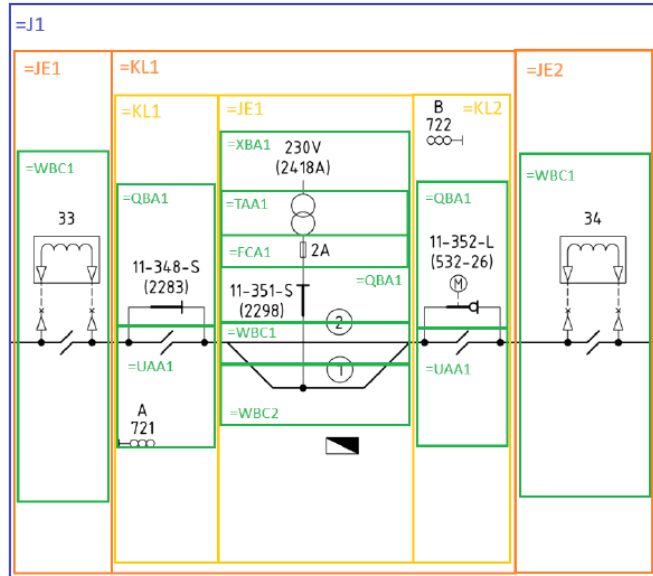 =J1
=JE1
=KL1
=JE2
=KL1
=JE1
B
=KL2
722
=XBA1
230V
(2418A)
=WBC1
=WBC1
=QBA1
=TAA1
=QBA1
33
34
=FCA1
2A
11-348-S
(2283)
11-352-L
(532-26)
=QBA1
M
11-351-S
(2298)
2
=WBC1
=UAA1
1
=UAA1
A
721
=WBC2